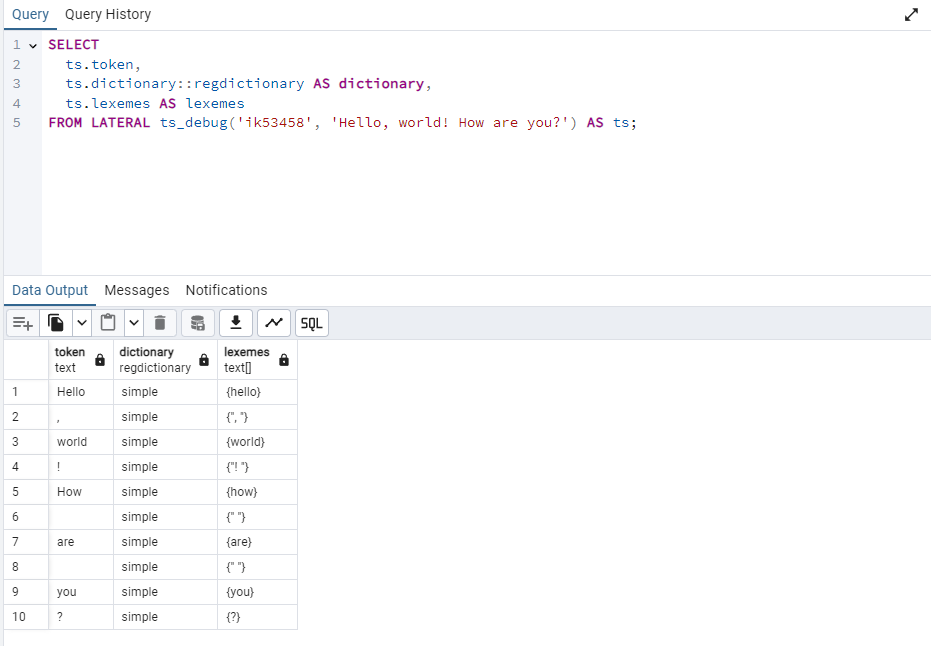 Query Query History
1 SELECT
2 ts.token,
3 ts.dictionary::regdictionary AS dictionary,
4 ts.lexemes AS lexemes
5 FROM LATERAL ts_debug('ik53458', 'Hello, world! How are you?') AS ts;
Data Output Messages Notifications
SQL
token dictionary lexemes
text regdictionary text[]
1 Hello simple {hello}
2 , simple {", "}
3 world simple {world}
4 ! simple {"! "}
5 How simple {how}
6 simple {" "}
7 are simple {are}
8 simple {" "}
9 you simple {you}
10 ? simple {?}